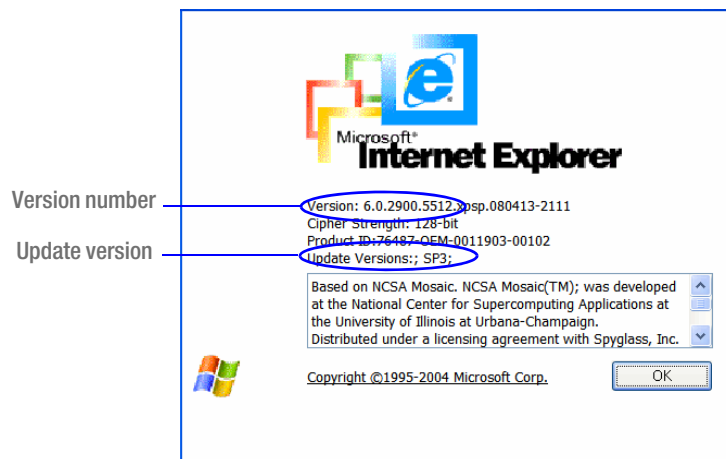 Microsoft®
Internet Explorer
Version number
Version: 6.0.2900.5512.xpsp.080413-2111
Cipher Strength: 128-bit
Product ID:76487-OEM-0011903-00102
Update version
Update Versions:; SP3;
Based on NCSA Mosaic. NCSA Mosaic(TM); was developed
at the National Center for Supercomputing Applications at
the University of Illinois at Urbana-Champaign.
Distributed under a licensing agreement with Spyglass, Inc.
Copyright ©1995-2004 Microsoft Corp.
OK